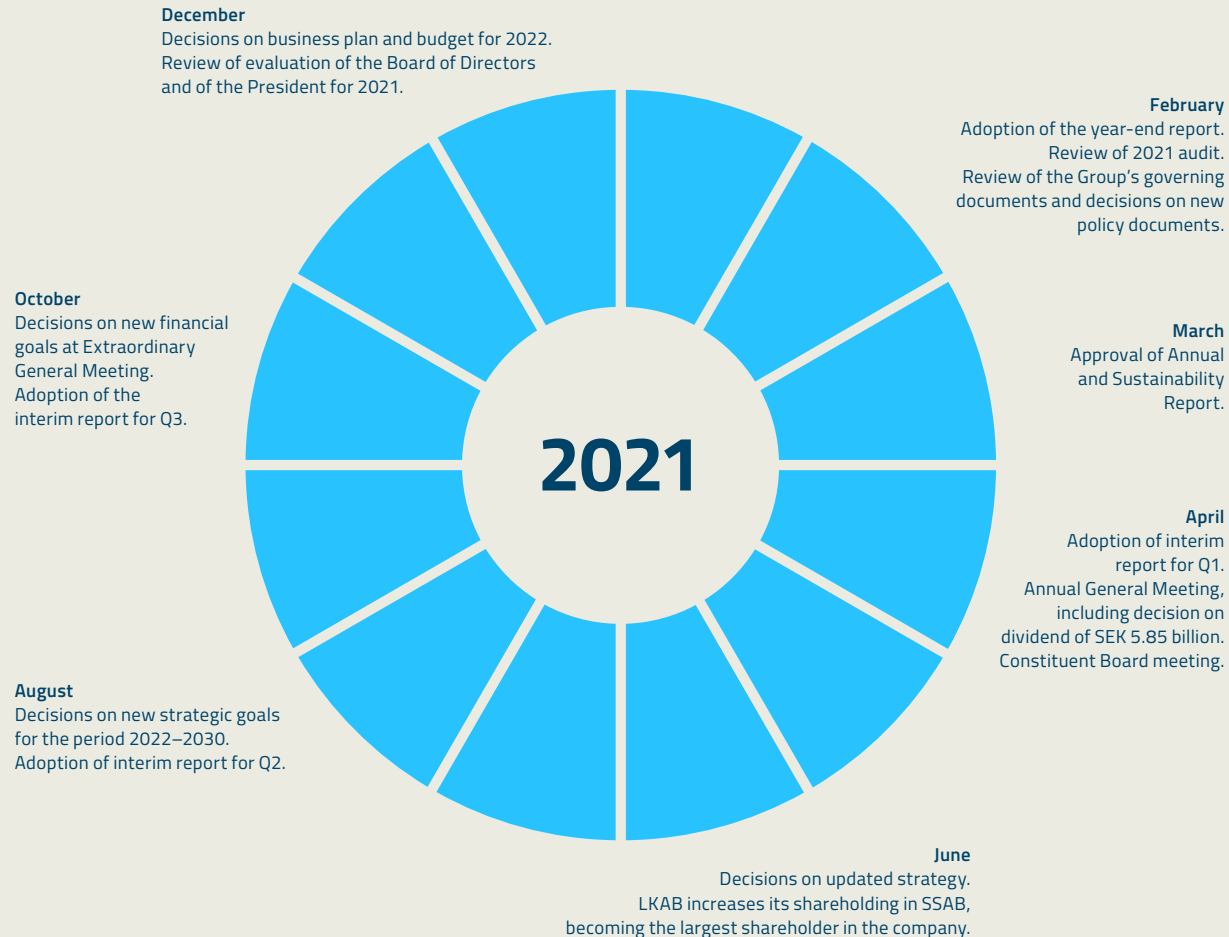 December
Decisions on business plan and budget for 2022.
Review of evaluation of the Board of Directors
and of the President for 2021.
February
Adoption of the year-end report.
Review of 2021 audit.
Review of the Group’s governing
documents and decisions on new
policy documents.
October
Decisions on new financial
goals at Extraordinary
General Meeting.
Adoption of the
interim report for Q3.
March
Approval of Annual
and Sustainability
Report.
2021
April
Adoption of interim
report for Q1.
Annual General Meeting,
including decision on
dividend of SEK 5.85 billion.
Constituent Board meeting.
August
Decisions on new strategic goals
for the period 2022–2030.
Adoption of interim report for Q2.
June
Decisions on updated strategy.
LKAB increases its shareholding in SSAB,
becoming the largest shareholder in the company.